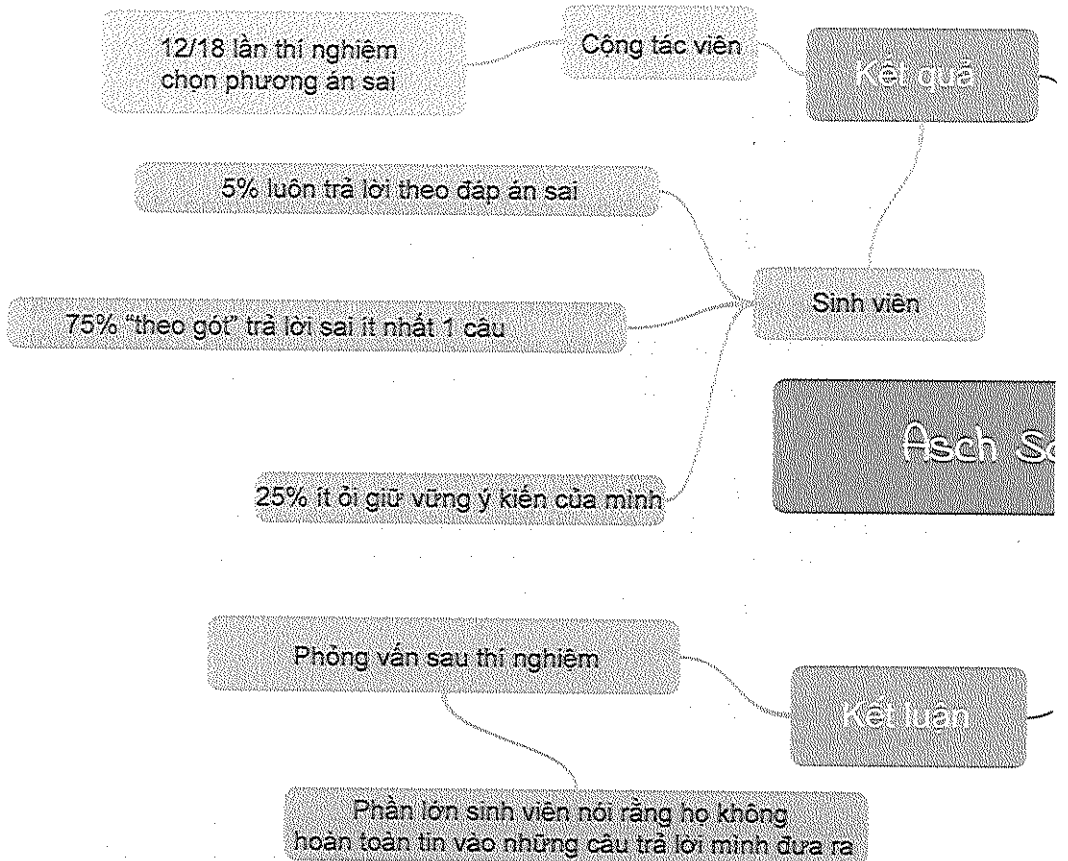 12/18 lần thí nghiệm
chọn phương án sai
Cộng tác viên
Kết quả
5% luôn trả lời theo đáp án sai
75% "theo gót" trả lời sai ít nhất 1 câu
Sinh viên
25% ít ỏi giữ vững ý kiến của mình
Asch Sc
Phỏng vấn sau thí nghiệm
Kết luận
Phần lớn sinh viên nói rằng họ không
hoàn toàn tin vào những câu trả lời mình đưa ra